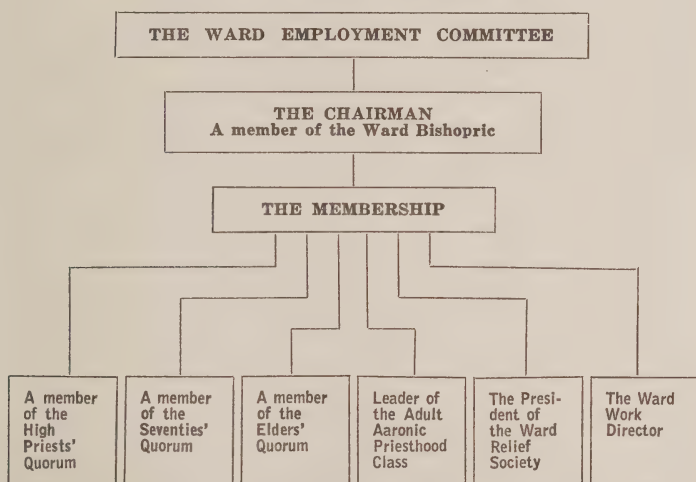 THE WARD EMPLOYMENT COMMITTEE
THE CHAIRMAN
A member of the Ward Bishopric
THE MEMBERSHIP
A member
of the
High
Priests'
Quorum
A member
of the
Seventies'
Quorum
A member
of the
Elders'
Quorum
Leader of
the Adult
Aaronic
Priesthood
Class
The Presi-
dent of
the Ward
Relief
Society
The Ward
Work
Director